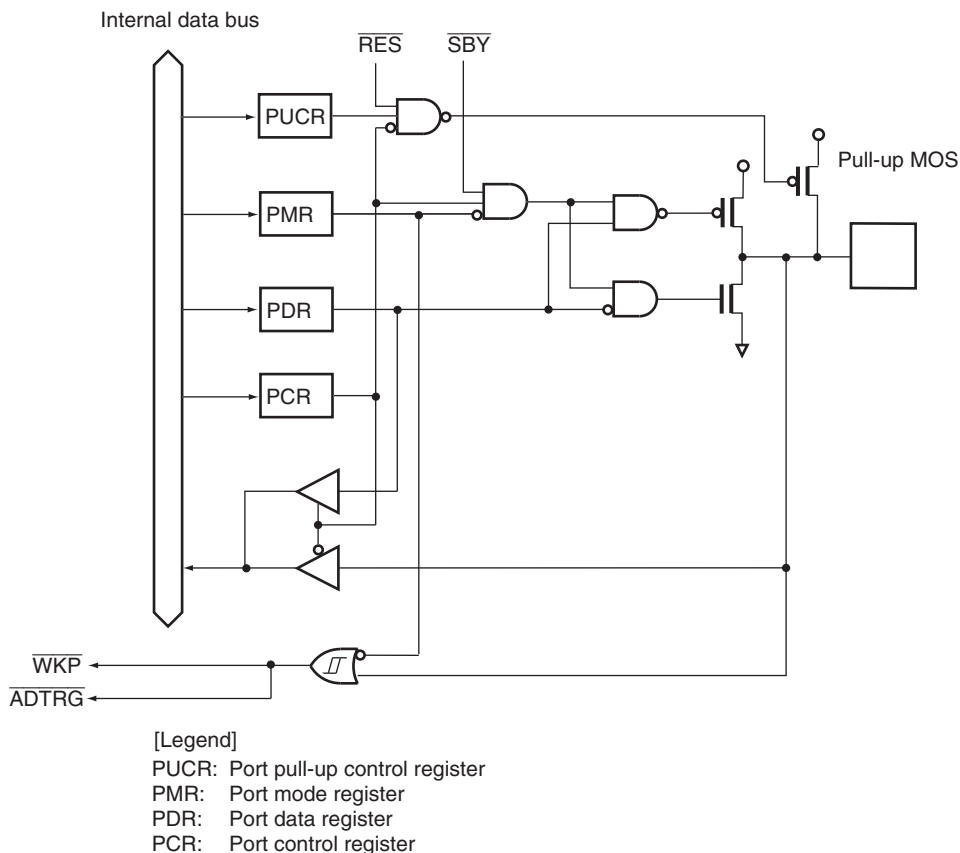 Internal data bus
RES
SBY
PUCR
Pull-up MOS
PMR
PDR
PCR
WKP
ADTRG
[Legend]
PUCR: Port pull-up control register
PMR: Port mode register
PDR: Port data register
PCR: Port control register